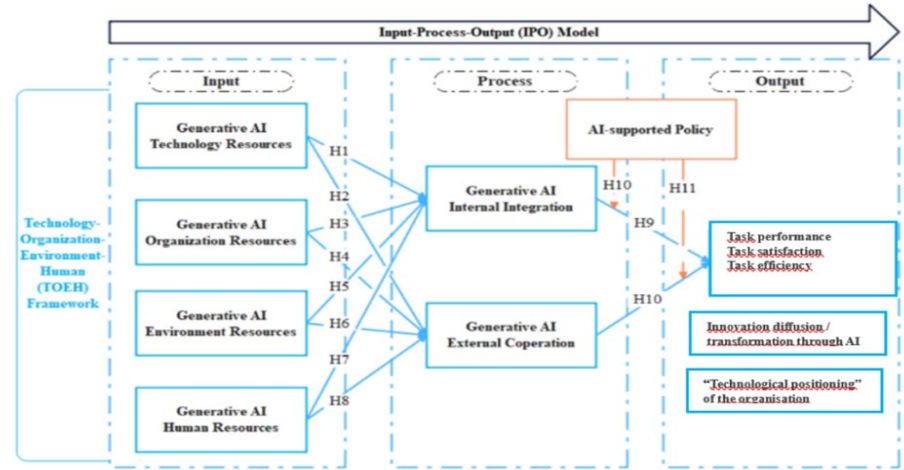 Input-Process-Output (IPO) Model
Input
Process
Output
Technology-
Organization-
Environment-
Human
(TOEH)
Framework
Generative AI
Technology Resources
Generative AI
Organization Resources
Generative AI
Environment Resources
Generative AI
Human Resources
H1
H2
H3
H4
H5
H6
H7
H8
Generative AI
Internal Integration
Generative AI
External Coperation
AI-supported Policy
H10
H11
H9
H10
Task performance
Task satisfaction
Task efficiency
Innovation diffusion /
transformation through AI
“Technological positioning”
of the organisation